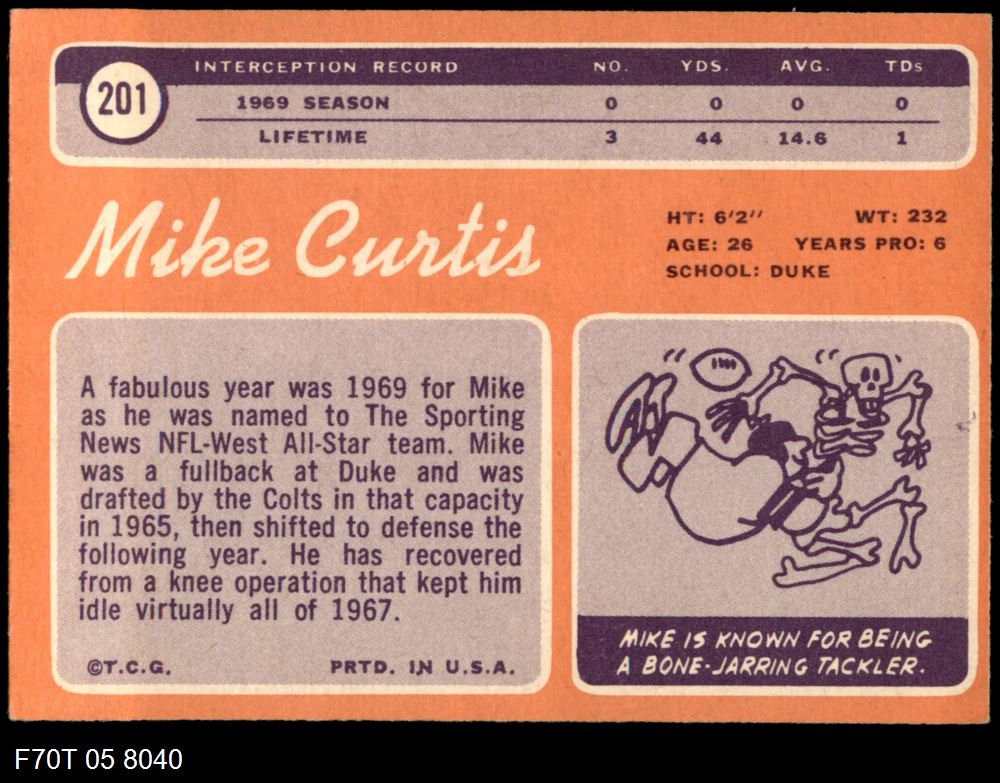 201
INTERCEPTION RECORD NO. YDS. AVG. TDs
1969 SEASON 0 0 0 0
LIFETIME 3 44 14.6 1
Mike Curtis
HT: 6'2'' WT: 232
AGE: 26 YEARS PRO: 6
SCHOOL: DUKE
A fabulous year was 1969 for Mike
as he was named to The Sporting
News NFL-West All-Star team. Mike
was a fullback at Duke and was
drafted by the Colts in that capacity
in 1965, then shifted to defense the
following year. He has recovered
from a knee operation that kept him
idle virtually all of 1967.
©T.C.G. PRTD. IN U.S.A.
MIKE IS KNOWN FOR BEING
A BONE-JARRING TACKLER.
F70T 05 8040